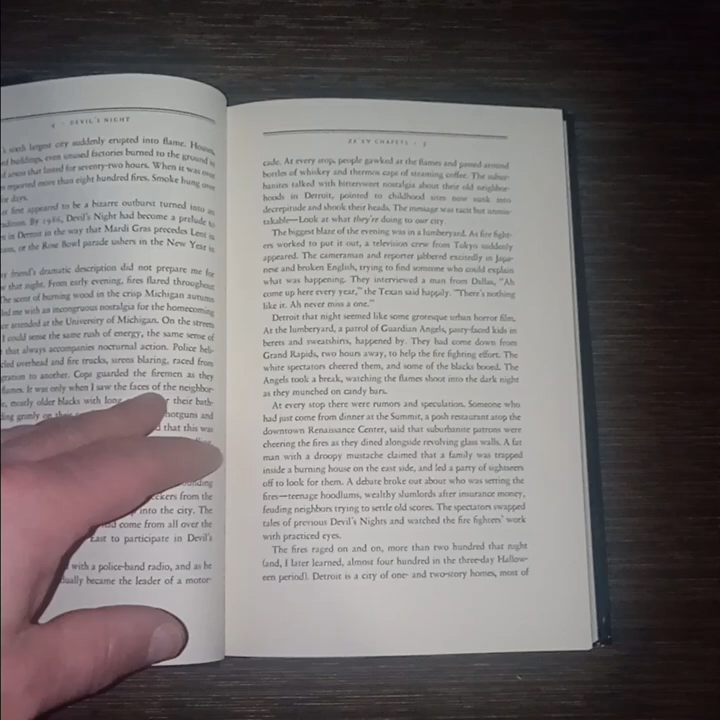 4 · DEVIL'S NIGHT
's sixth largest city suddenly erupted into flame. Houses,
ed buildings, even unused factories burned to the ground in
of arson that lasted for seventy-two hours. When it was over
reported more than eight hundred fires. Smoke hung over
or days.
at first appeared to be a bizarre outburst turned into an
adition. By 1986, Devil's Night had become a prelude to
n in Detroit in the way that Mardi Gras precedes Lent in
ans, or the Rose Bowl parade ushers in the New Year in
y friend's dramatic description did not prepare me for
w that night. From early evening, fires flared throughout
The scent of burning wood in the crisp Michigan autumn
led me with an incongruous nostalgia for the homecoming
er attended at the University of Michigan. On the streets
I could sense the same rush of energy, the same sense of
that always accompanies nocturnal action. Police heli-
cled overhead and fire trucks, sirens blaring, raced from
gration to another. Cops guarded the firemen as they
flames. It was only when I saw the faces of the neighbor-
, mostly older blacks with long their bath-
ding grimly on their hotguns and
d that this was
unding
eekers from the
into the city. The
come from all over the
East to participate in Devil's
with a police-band radio, and as he
dually became the leader of a motor-
ZE'EV CHAFETS · 5
cade. At every stop, people gawked at the flames and passed around
bottles of whiskey and thermos caps of steaming coffee. The subur-
banites talked with bittersweet nostalgia about their old neighbor-
hoods in Detroit, pointed to childhood sites now sunk into
decrepitude and shook their heads. The message was tacit but unmis-
takable—Look at what they're doing to our city.
The biggest blaze of the evening was in a lumberyard. As fire fight-
ers worked to put it out, a television crew from Tokyo suddenly
appeared. The cameraman and reporter jabbered excitedly in Japa-
nese and broken English, trying to find someone who could explain
what was happening. They interviewed a man from Dallas, "Ah
come up here every year," the Texan said happily. "There's nothing
like it. Ah never miss a one."
Detroit that night seemed like some grotesque urban horror film.
At the lumberyard, a patrol of Guardian Angels, pasty-faced kids in
berets and sweatshirts, happened by. They had come down from
Grand Rapids, two hours away, to help the fire fighting effort. The
white spectators cheered them, and some of the blacks booed. The
Angels took a break, watching the flames shoot into the dark night
as they munched on candy bars.
At every stop there were rumors and speculation. Someone who
had just come from dinner at the Summit, a posh restaurant atop the
downtown Renaissance Center, said that suburbanite patrons were
cheering the fires as they dined alongside revolving glass walls. A fat
man with a droopy mustache claimed that a family was trapped
inside a burning house on the east side, and led a party of sightseers
off to look for them. A debate broke out about who was setting the
fires—teenage hoodlums, wealthy slumlords after insurance money,
feuding neighbors trying to settle old scores. The spectators swapped
tales of previous Devil's Nights and watched the fire fighters' work
with practiced eyes.
The fires raged on and on, more than two hundred that night
(and, I later learned, almost four hundred in the three-day Hallow-
een period). Detroit is a city of one- and two-story homes, most of